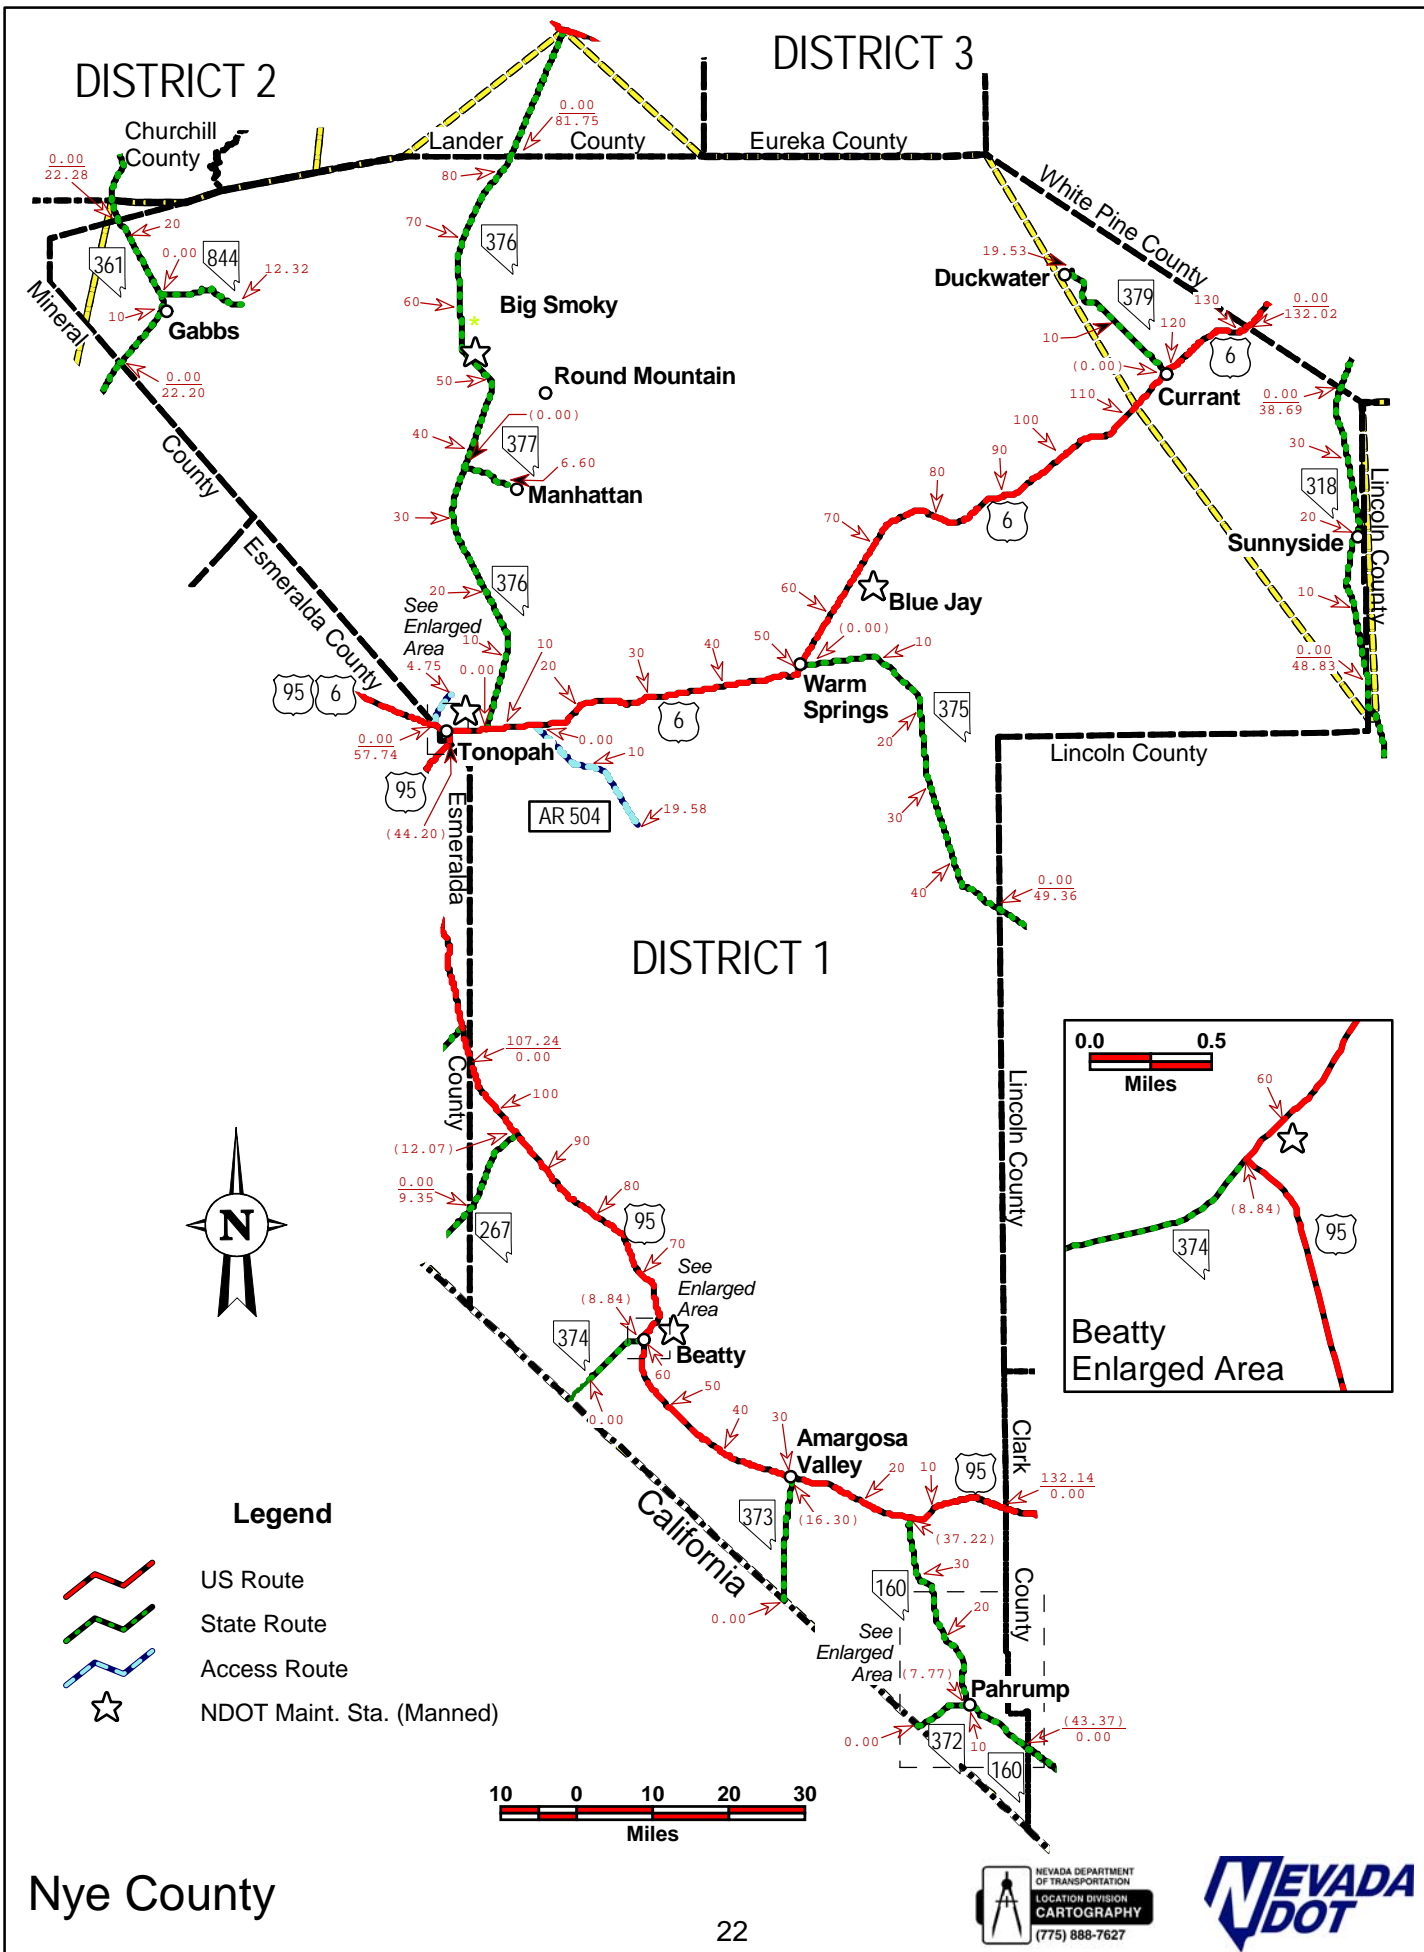 DISTRICT 2
DISTRICT 3
Churchill
County
Lander
County
Eureka County
White Pine County
0.00
81.75
0.00
22.28
80
20
70
376
361
0.00
844
12.32
60
Big Smoky
*
Mineral
10
Gabbs
0.00
22.20
50
Round Mountain
(0.00)
40
377
6.60
Manhattan
County
30
Esmeralda County
376
20
See
Enlarged
Area
4.75
10
0.00
19.53
Duckwater
379
10
130
0.00
132.02
120
6
(0.00)
Currant
110
100
90
80
6
70
0.00
38.69
30
318
Lincoln County
20
Sunnyside
10
0.00
48.83
60
Blue Jay
(0.00)
50
10
10
20
30
40
95
6
Warm
Springs
6
0.00
57.74
Tonopah
0.00
10
95
AR 504
19.58
(44.20)
Esmeralda
375
20
30
40
0.00
49.36
Lincoln County
DISTRICT 1
107.24
0.00
County
100
(12.07)
90
0.00
9.35
80
267
95
70
See
Enlarged
Area
(8.84)
374
Beatty
60
0.00
50
40
30
Amargosa
Valley
20
10
95
132.14
0.00
Lincoln County
Clark
County
373
(16.30)
(37.22)
California
0.00
30
160
20
See
Enlarged
Area
(7.77)
Pahrump
0.00
372
10
160
(43.37)
0.00
0.0
0.5
Miles
60
(8.84)
374
95
Beatty
Enlarged Area
N
Legend
US Route
State Route
Access Route
NDOT Maint. Sta. (Manned)
10 0 10 20 30
Miles
Nye County
22
NEVADA DEPARTMENT
OF TRANSPORTATION
LOCATION DIVISION
CARTOGRAPHY
(775) 888-7627
NEVADA
DOT